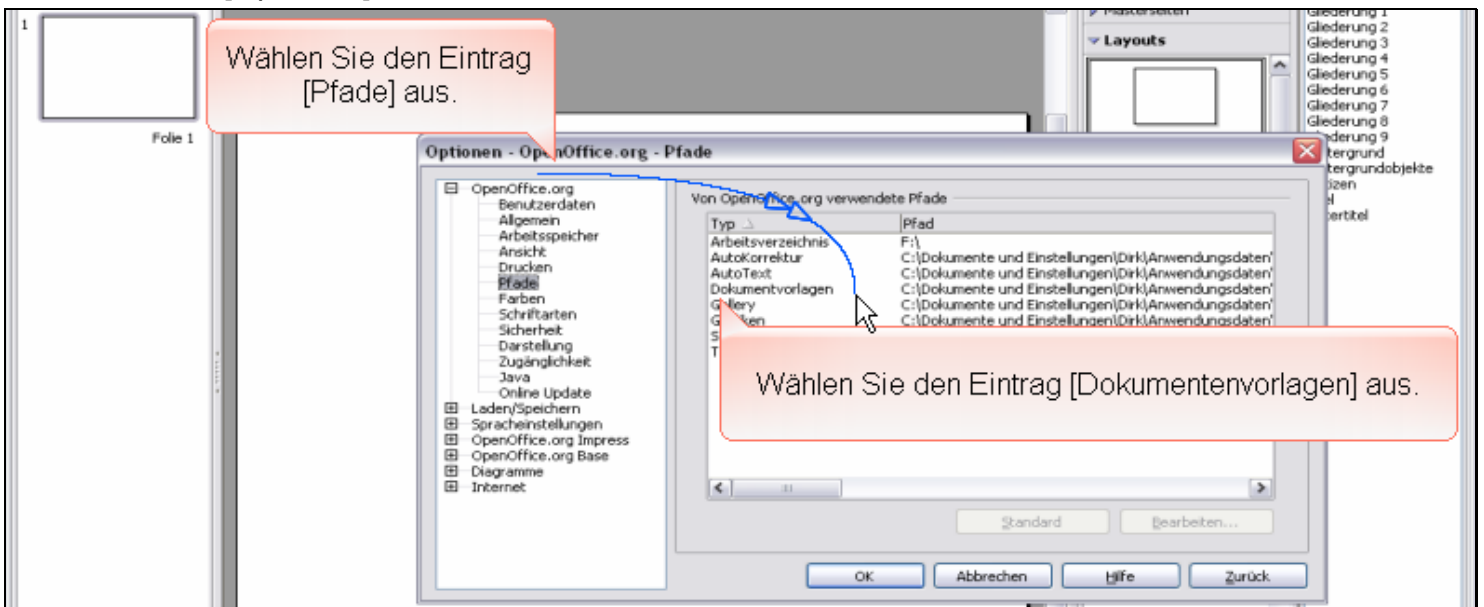 1
Folie 1
Wählen Sie den Eintrag
[Pfade] aus.
Masterseiten
Layouts
Gliederung 1
Gliederung 2
Gliederung 3
Gliederung 4
Gliederung 5
Gliederung 6
Gliederung 7
Gliederung 8
Optionen - OpenOffice.org - Pfade
OpenOffice.org
Benutzerdaten
Allgemein
Arbeitsspeicher
Ansicht
Drucken
Pfade
Farben
Schriftarten
Sicherheit
Darstellung
Zugänglichkeit
Java
Online Update
Laden/Speichern
Spracheinstellungen
OpenOffice.org Impress
OpenOffice.org Base
Diagramme
Internet
Von OpenOffice.org verwendete Pfade
Typ Pfad
Arbeitsverzeichnis F:\
AutoKorrektur C:\Dokumente und Einstellungen\Dirk\Anwendungsdaten
AutoText C:\Dokumente und Einstellungen\Dirk\Anwendungsdaten
Dokumentvorlagen C:\Dokumente und Einstellungen\Dirk\Anwendungsdaten
Gallery C:\Dokumente und Einstellungen\Dirk\Anwendungsdaten
C:\Dokumente und Einstellungen\Dirk\Anwendungsdaten
Wählen Sie den Eintrag [Dokumentenvorlagen] aus.
Standard Bearbeiten...
OK Abbrechen Hilfe Zurück